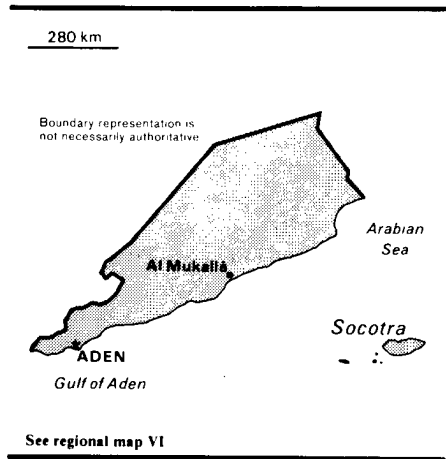 280 km
Boundary representation is
not necessarily authoritative
Arabian
Sea
Al Mukallā
Socotra
ADEN
Gulf of Aden
See regional map VI